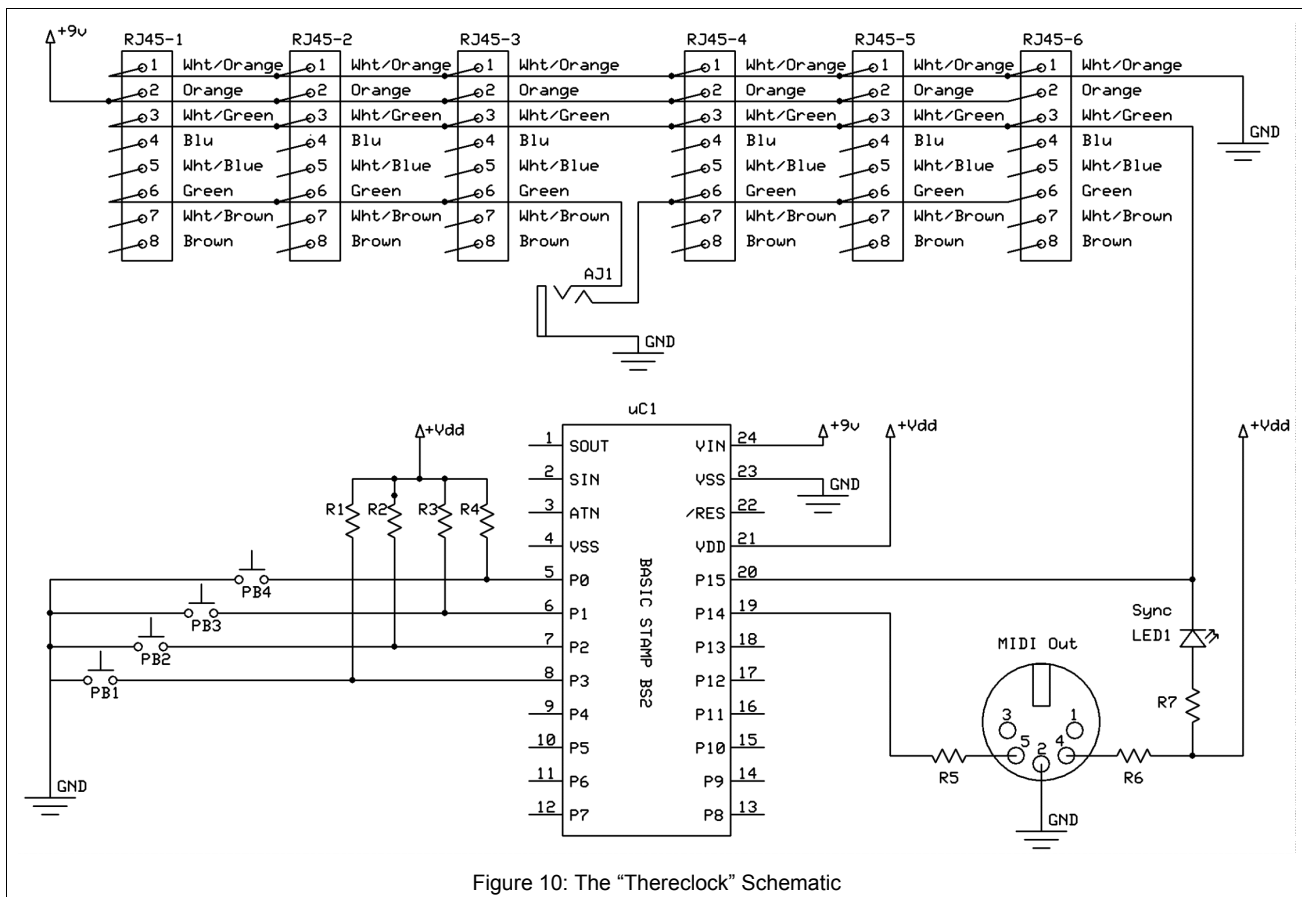 +9v
RJ45-1 RJ45-2 RJ45-3 RJ45-4 RJ45-5 RJ45-6
1 Wht/Orange 1 Wht/Orange 1 Wht/Orange 1 Wht/Orange 1 Wht/Orange 1 Wht/Orange
2 Orange 2 Orange 2 Orange 2 Orange 2 Orange 2 Orange
3 Wht/Green 3 Wht/Green 3 Wht/Green 3 Wht/Green 3 Wht/Green 3 Wht/Green
4 Blu 4 Blu 4 Blu 4 Blu 4 Blu 4 Blu
5 Wht/Blue 5 Wht/Blue 5 Wht/Blue 5 Wht/Blue 5 Wht/Blue 5 Wht/Blue
6 Green 6 Green 6 Green 6 Green 6 Green 6 Green
7 Wht/Brown 7 Wht/Brown 7 Wht/Brown 7 Wht/Brown 7 Wht/Brown 7 Wht/Brown
8 Brown 8 Brown 8 Brown 8 Brown 8 Brown 8 Brown
GND
AJ1
GND
uC1
+Vdd
+9v
+Vdd
+Vdd
1 SOUT VIN 24
2 SIN VSS 23
GND
R1 R2 R3 R4
3 ATN /RES 22
4 VSS VDD 21
5 P0 P15 20
PB4
6 P1 P14 19
PB3
7 P2 P13 18
PB2
8 P3 P12 17
PB1
9 P4 P11 16
10 P5 P10 15
11 P6 P9 14
12 P7 P8 13
BASIC STAMP BS2
GND
Sync
LED1
MIDI Out
R7
3 1
5 2 4
R5 R6
GND
Figure 10: The “Thereclock” Schematic